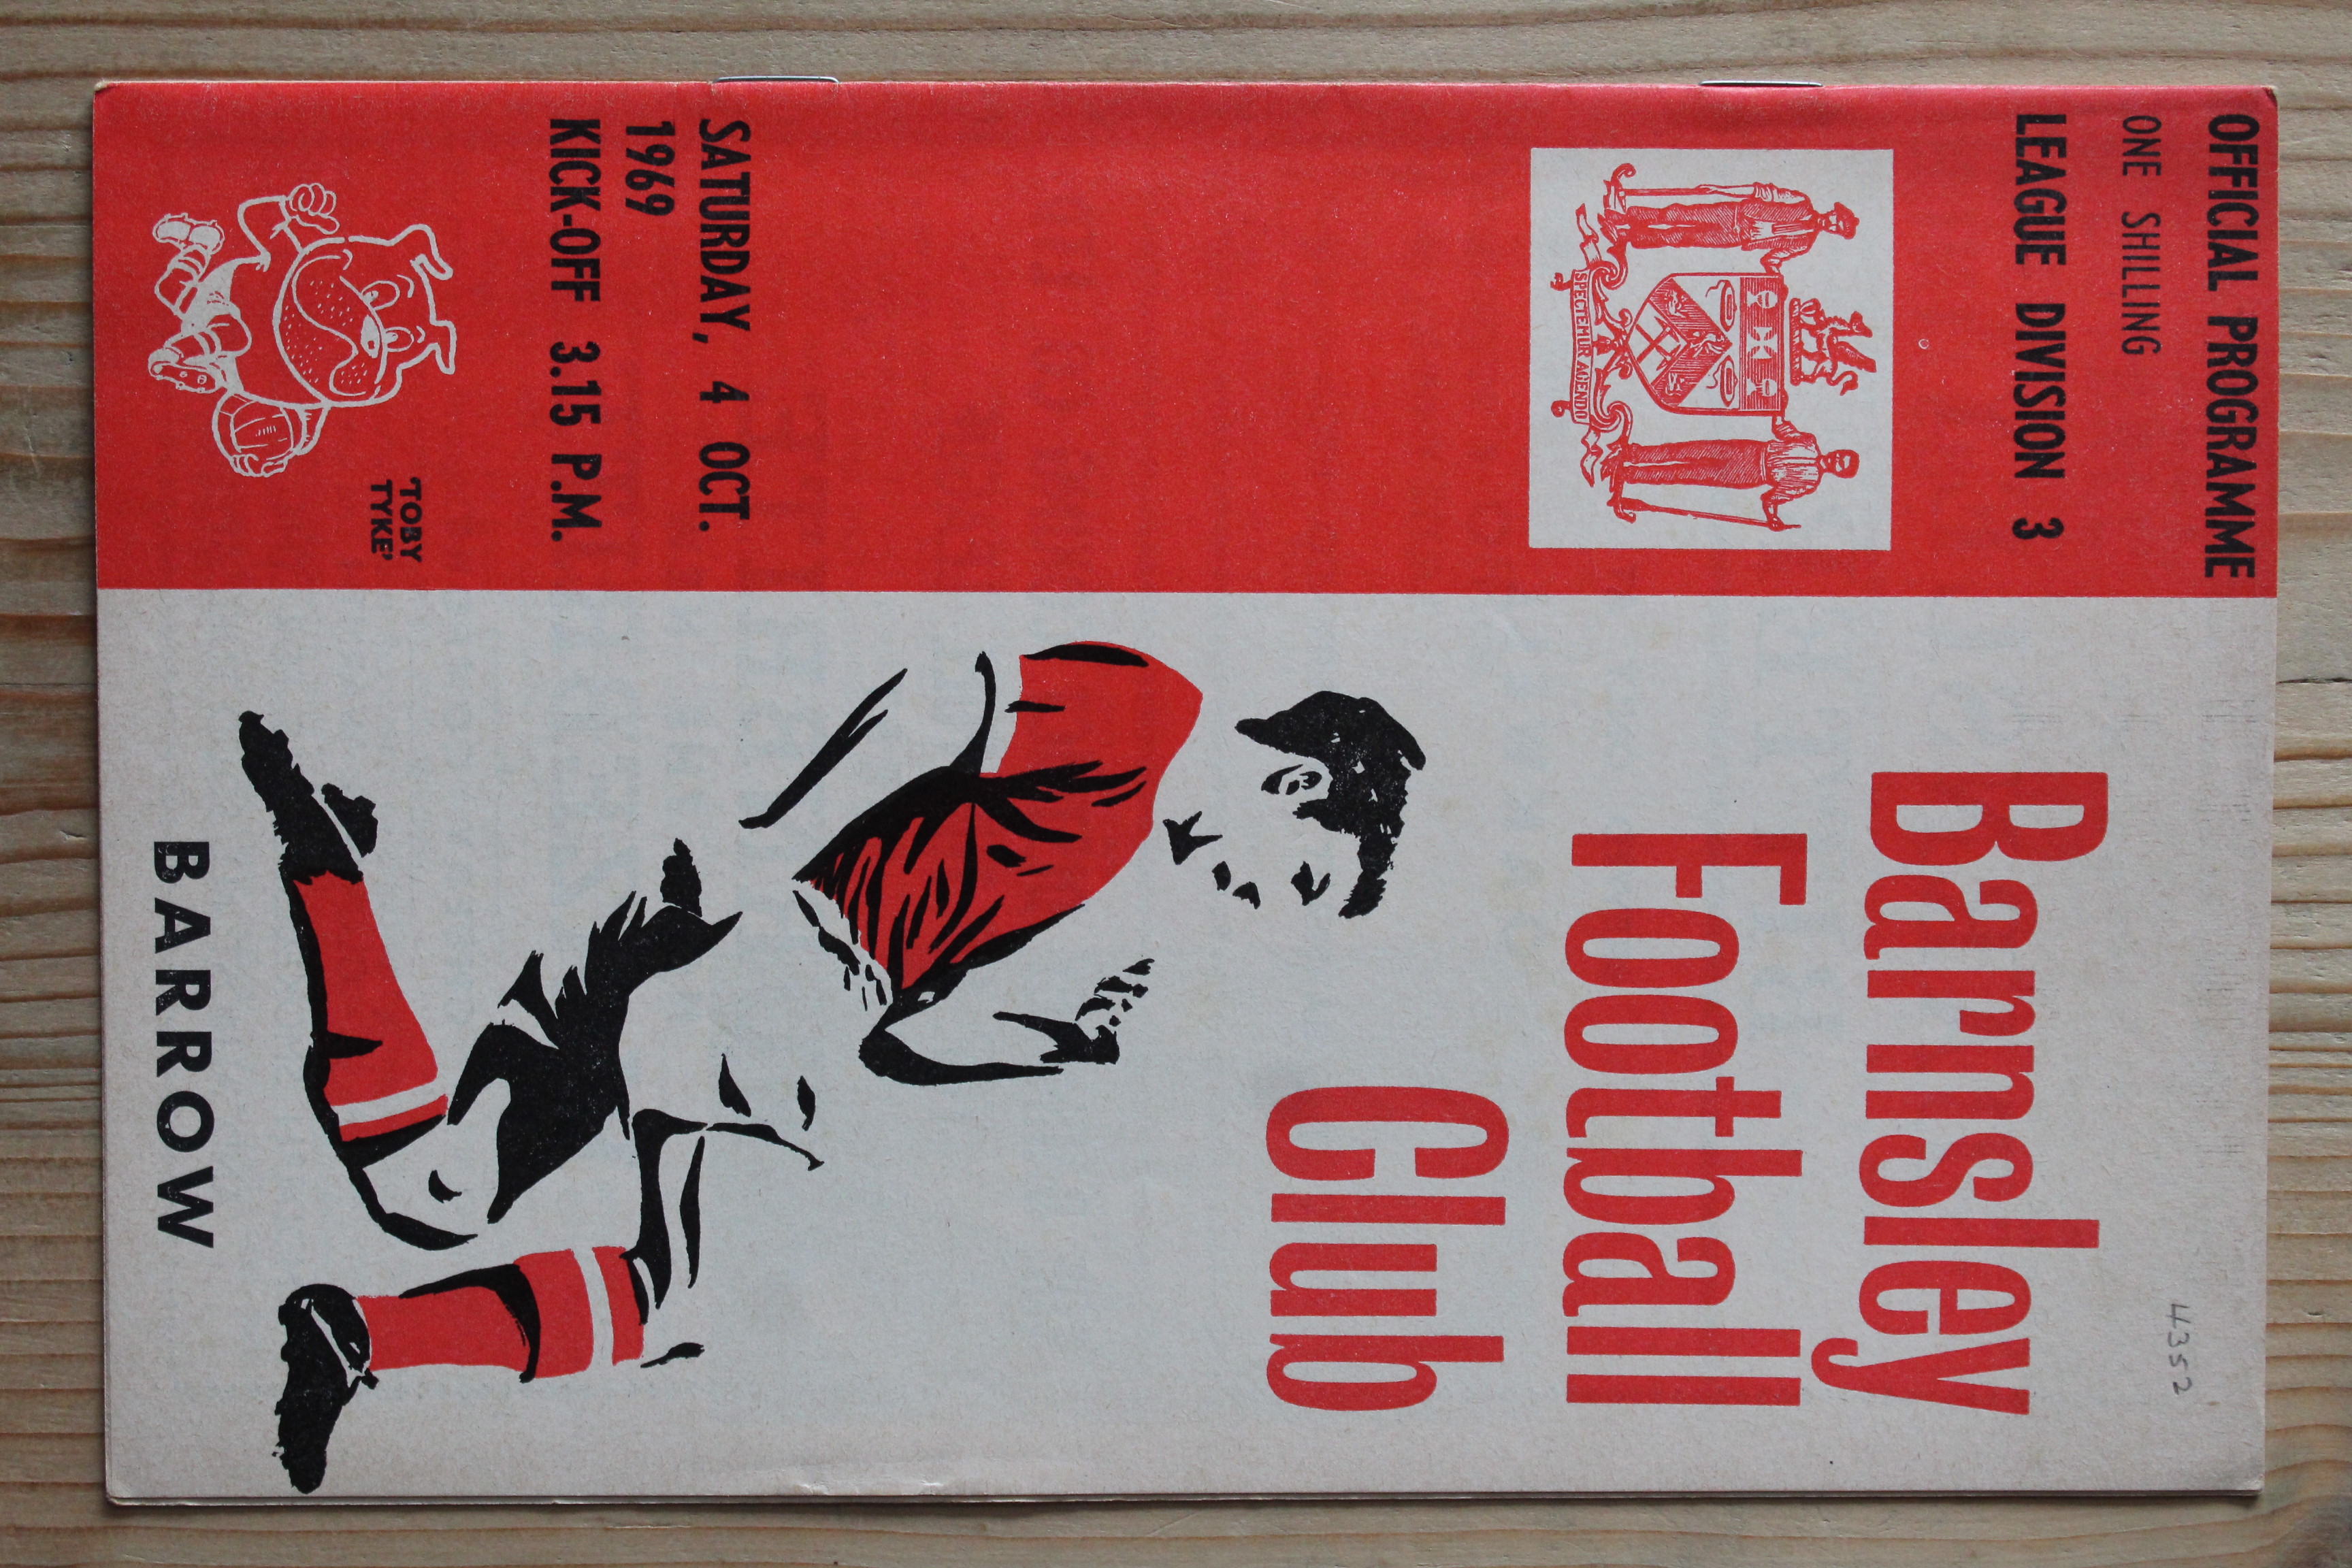 OFFICIAL PROGRAMME
ONE SHILLING
LEAGUE DIVISION 3
SPECTEMUR AGENDO
SATURDAY, 4 OCT.
1969
KICK-OFF 3.15 P.M.
'TOBY
TYKE'
4352
Barnsley
Football
Club
BARROW